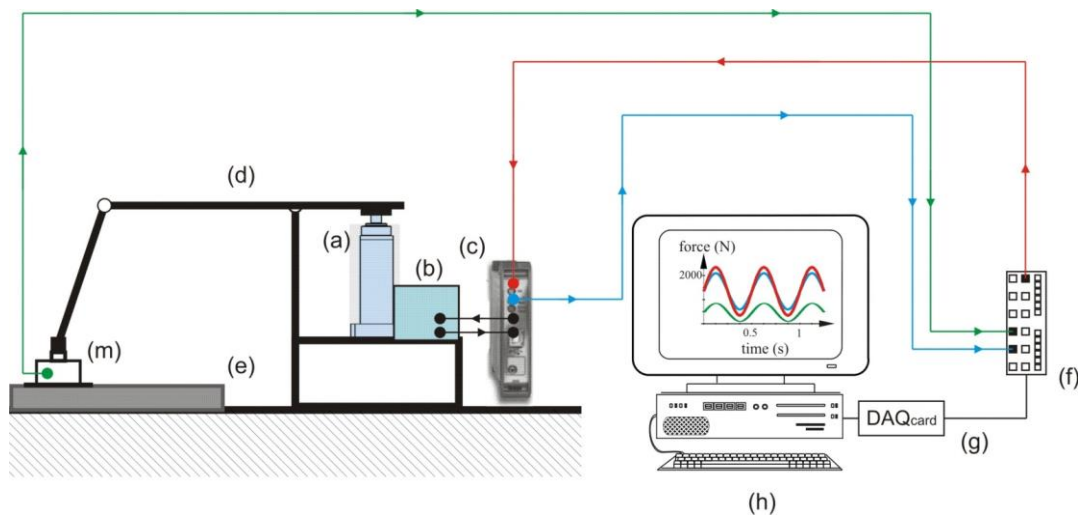 (d)
(a)
(b)
(c)
(m)
(e)
force (N)
2000
0.5
1
time (s)
(f)
DAQcard
(g)
(h)